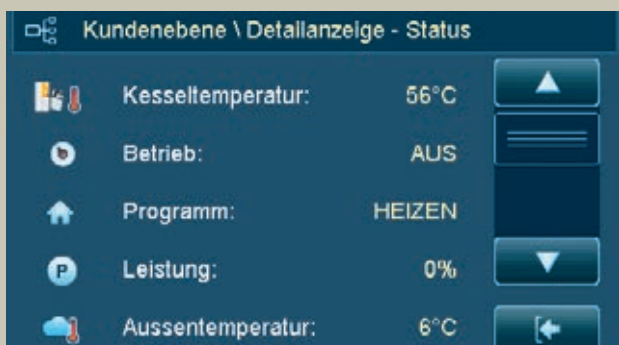 Kundenebene \ Detailanzeige - Status
Kesseltemperatur: 56°C
Betrieb: AUS
Programm: HEIZEN
P Leistung: 0%
Aussentemperatur: 6°C